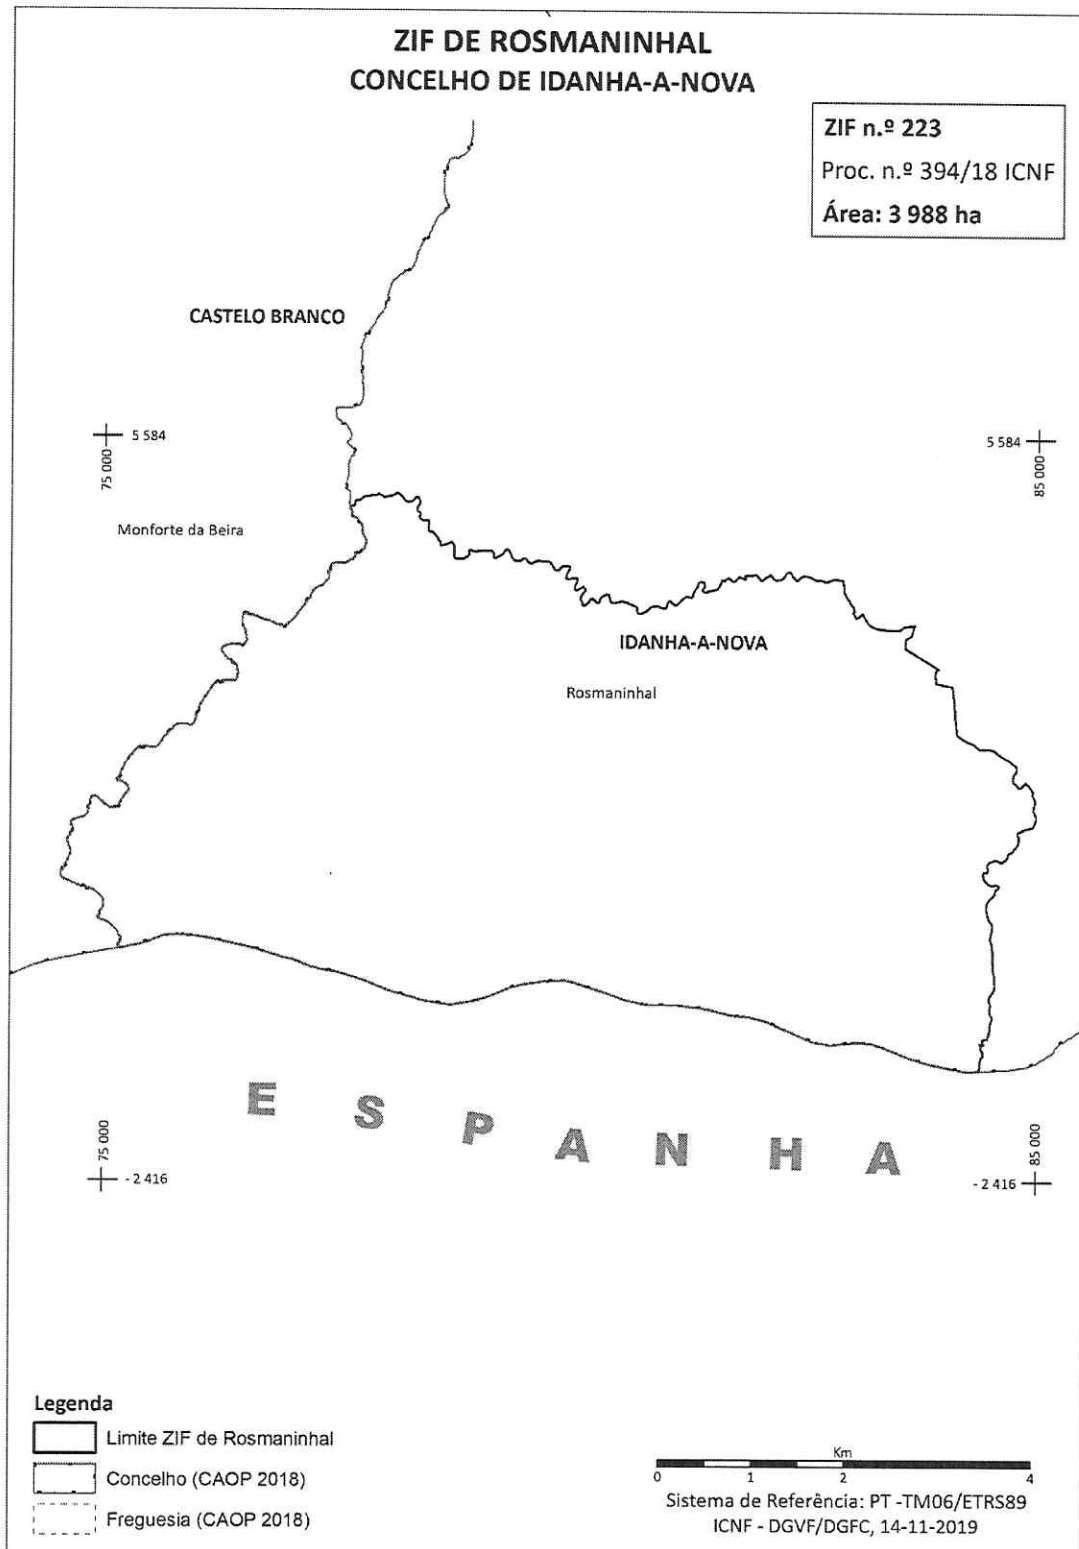 ZIF DE ROSMANINHAL
CONCELHO DE IDANHA-A-NOVA
ZIF n.º 223
Proc. n.º 394/18 ICNF
Área: 3 988 ha
CASTELO BRANCO
5 584
75 000
5 584
85 000
Monforte da Beira
IDANHA-A-NOVA
Rosmaninhal
E S P A N H A
75 000
- 2 416
85 000
- 2 416
Legenda
Limite ZIF de Rosmaninhal
Concelho (CAOP 2018)
Freguesia (CAOP 2018)
Km
0 1 2 4
Sistema de Referência: PT -TM06/ETRS89
ICNF - DGVF/DGFC, 14-11-2019